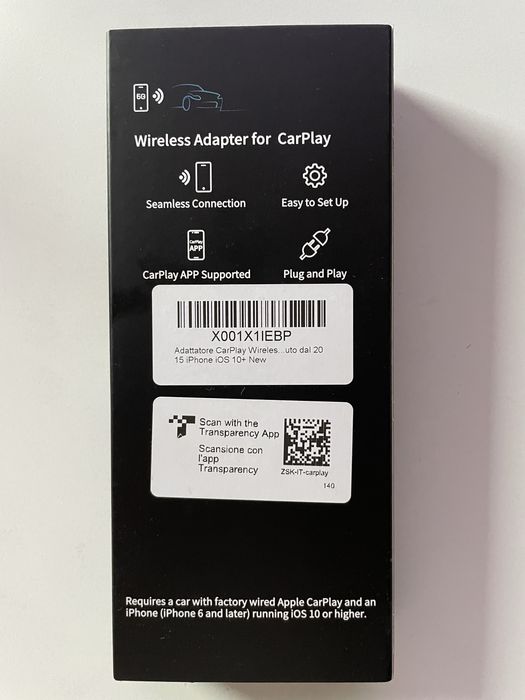 5G
Wireless Adapter for CarPlay
Seamless Connection
Easy to Set Up
CarPlay
APP
CarPlay APP Supported
Plug and Play
X001X1IEBP
Adattatore CarPlay Wireles...uto dal 20
15 iPhone iOS 10+ New
Scan with the
Transparency App
Scansione con
l'app
Transparency
ZSK-IT-carplay
140
Requires a car with factory wired Apple CarPlay and an
iPhone (iPhone 6 and later) running iOS 10 or higher.